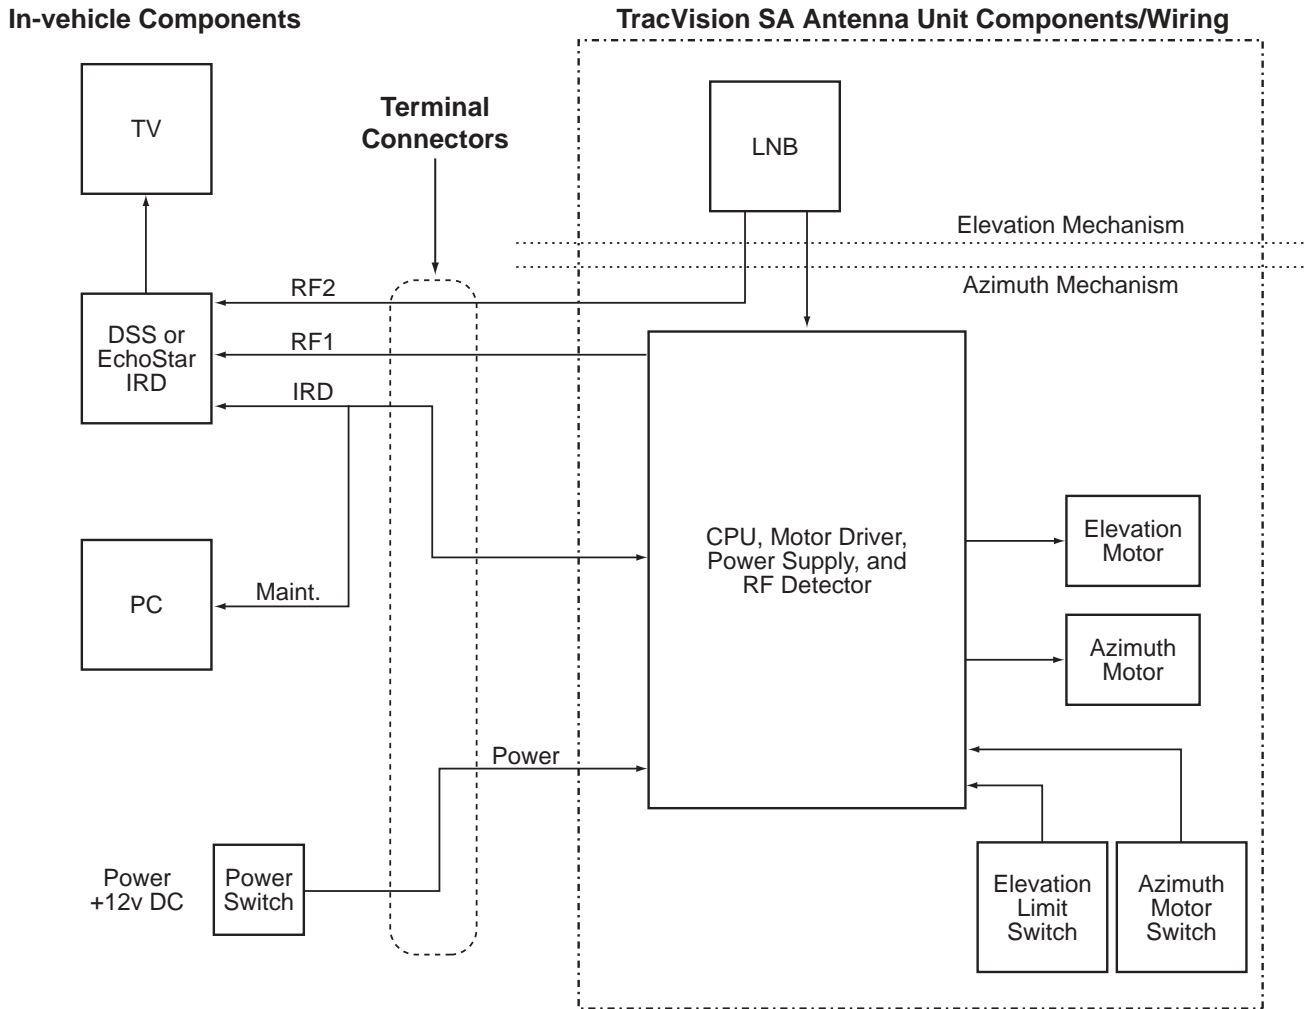 In-vehicle Components
TracVision SA Antenna Unit Components/Wiring
TV
Terminal
Connectors
LNB
Elevation Mechanism
Azimuth Mechanism
RF2
DSS or
EchoStar
IRD
RF1
IRD
CPU, Motor Driver,
Power Supply, and
RF Detector
Elevation
Motor
PC
Maint.
Azimuth
Motor
Power
Power
+12v DC
Power
Switch
Elevation
Limit
Switch
Azimuth
Motor
Switch